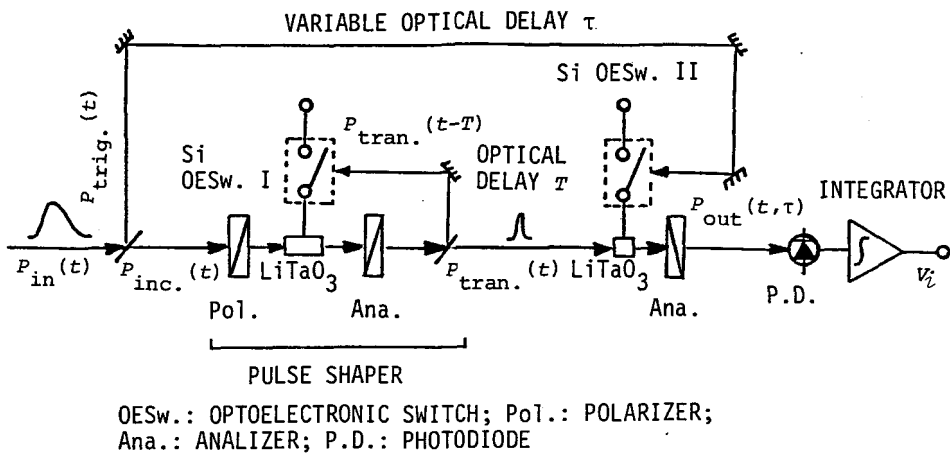 VARIABLE OPTICAL DELAY τ
Si OESw. II
P_trig.(t)
P_tran.(t-T)
Si
OESw. I
OPTICAL
DELAY T
INTEGRATOR
P_out(t,τ)
P_in(t)
P_inc.(t)
LiTaO3
P_tran.(t)
LiTaO3
∫
V_i
P.D.
Pol.
Ana.
Ana.
PULSE SHAPER
OESw.: OPTOELECTRONIC SWITCH; Pol.: POLARIZER;
Ana.: ANALIZER; P.D.: PHOTODIODE